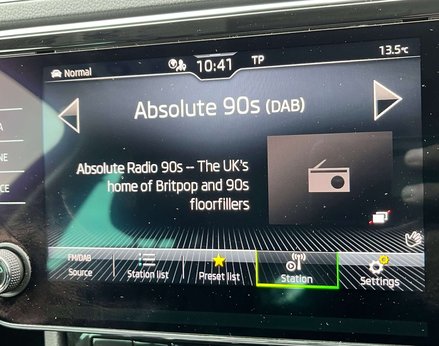 Normal
10:41
TP
13.5°C
Absolute 90s (DAB)
Absolute Radio 90s – The UK's
home of Britpop and 90s
floorfillers
FM/DAB
Source
Station list
Preset list
Station
Settings